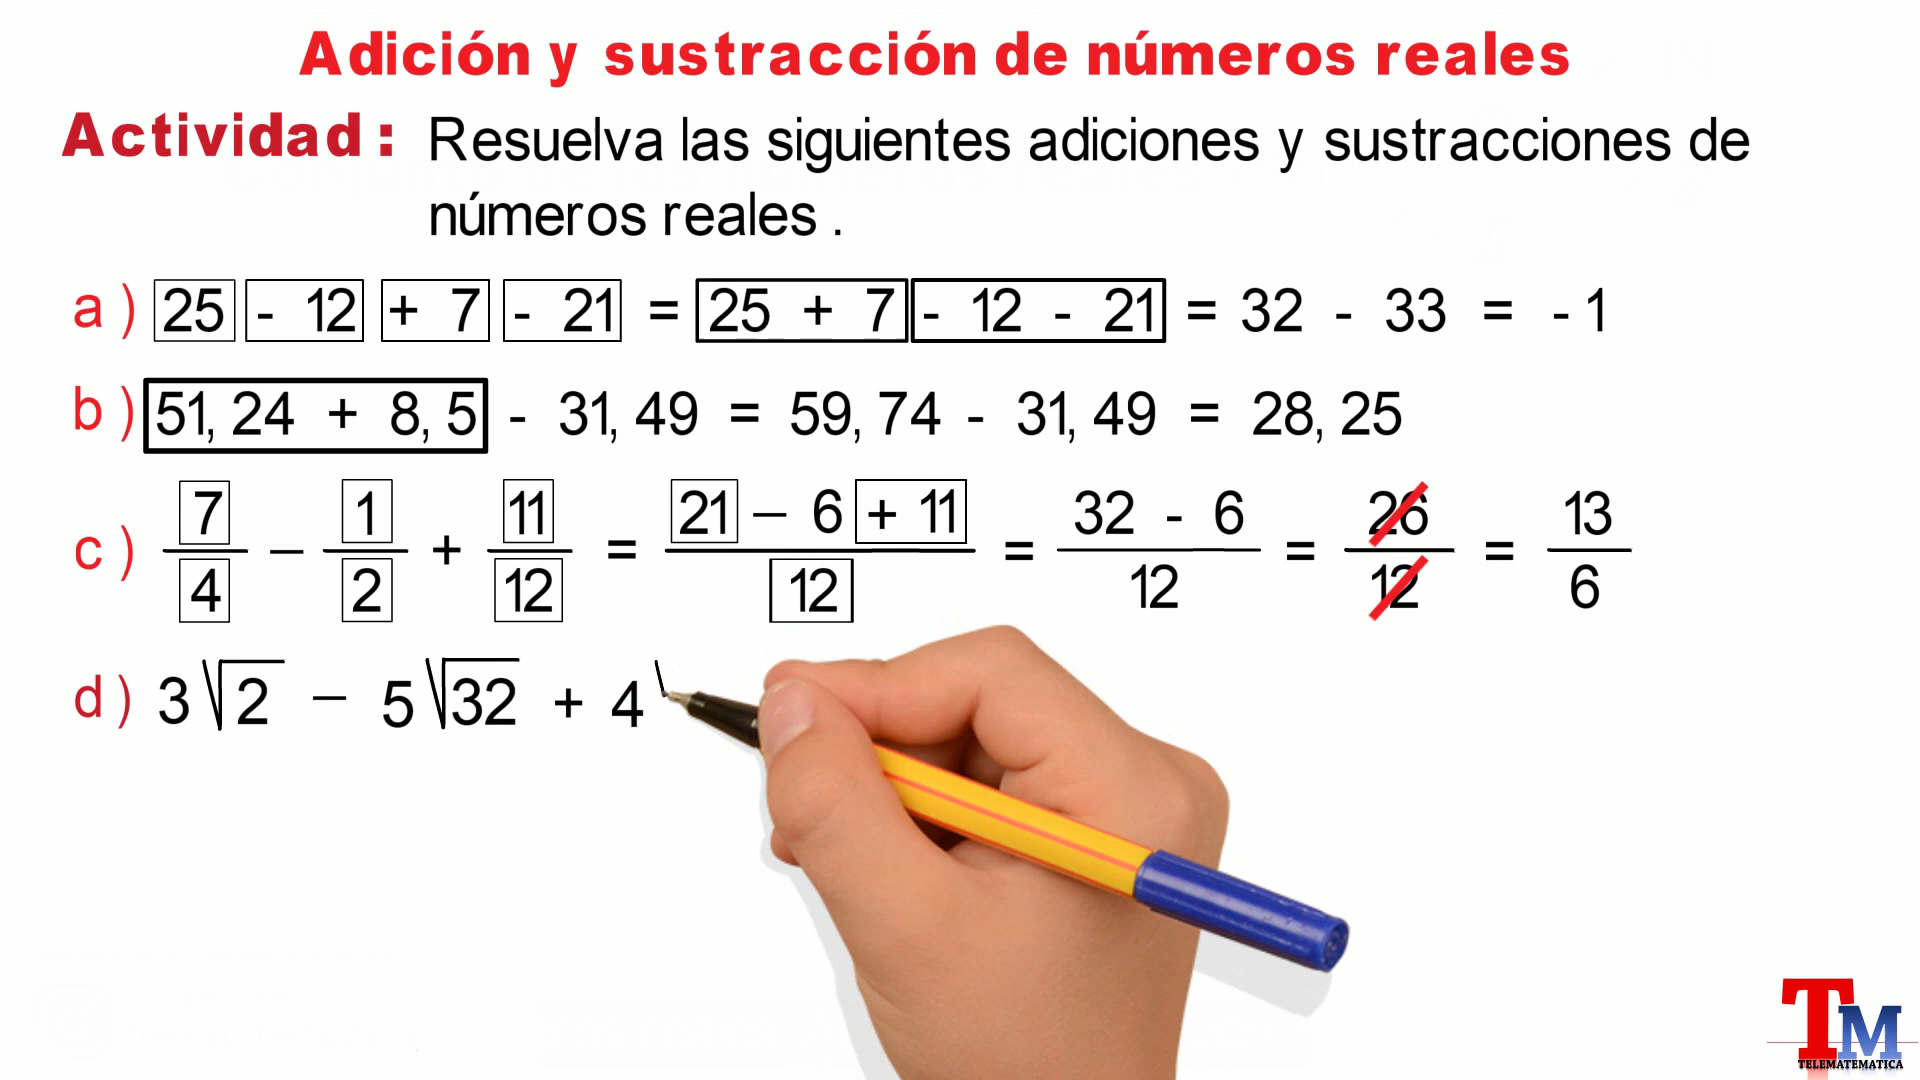 Adición y sustracción de números reales
Actividad : Resuelva las siguientes adiciones y sustracciones de
números reales .
a ) 25 - 12 + 7 - 21 = 25 + 7 - 12 - 21 = 32 - 33 = - 1
b ) 51, 24 + 8, 5 - 31, 49 = 59, 74 - 31, 49 = 28, 25
c ) 7/4 − 1/2 + 11/12 = 21 − 6 + 11/12 = 32 - 6/12 = 26/12 = 13/6
d ) 3√2 − 5√32 + 4
TM
TELEMATEMATICA